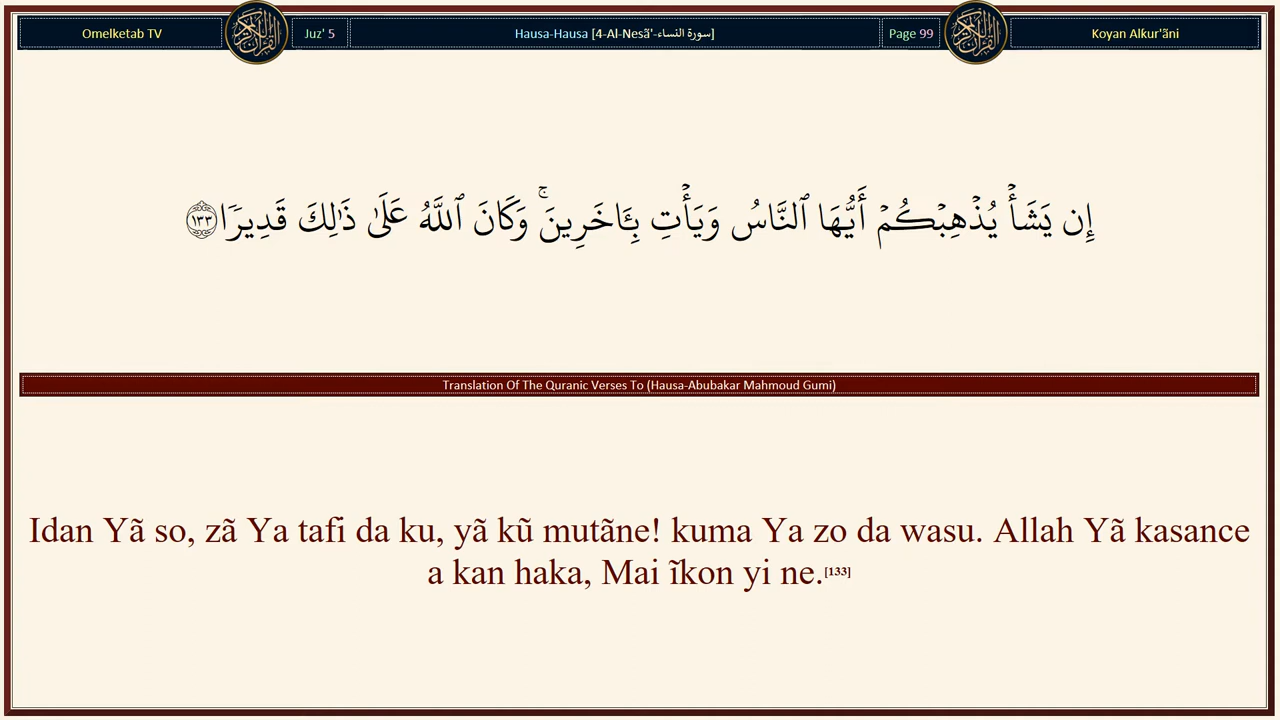 Omelketab TV
Juz' 5
Hausa-Hausa [4-Al-Nesã'-سورة النساء]
Page 99
Koyan Alƙur'ãni
إِن يَشَأۡ يُذۡهِبۡكُمۡ أَيُّهَا ٱلنَّاسُ وَيَأۡتِ بِـَٔاخَرِينَۚ وَكَانَ ٱللَّهُ عَلَىٰ ذَٰلِكَ قَدِيرٗا ١٣٣
Translation Of The Quranic Verses To (Hausa-Abubakar Mahmoud Gumi)
Idan Yã so, zã Ya tafi da ku, yã kũ mutãne! kuma Ya zo da wasu. Allah Yã kasance
a kan haka, Mai ĩkon yi ne.[133]